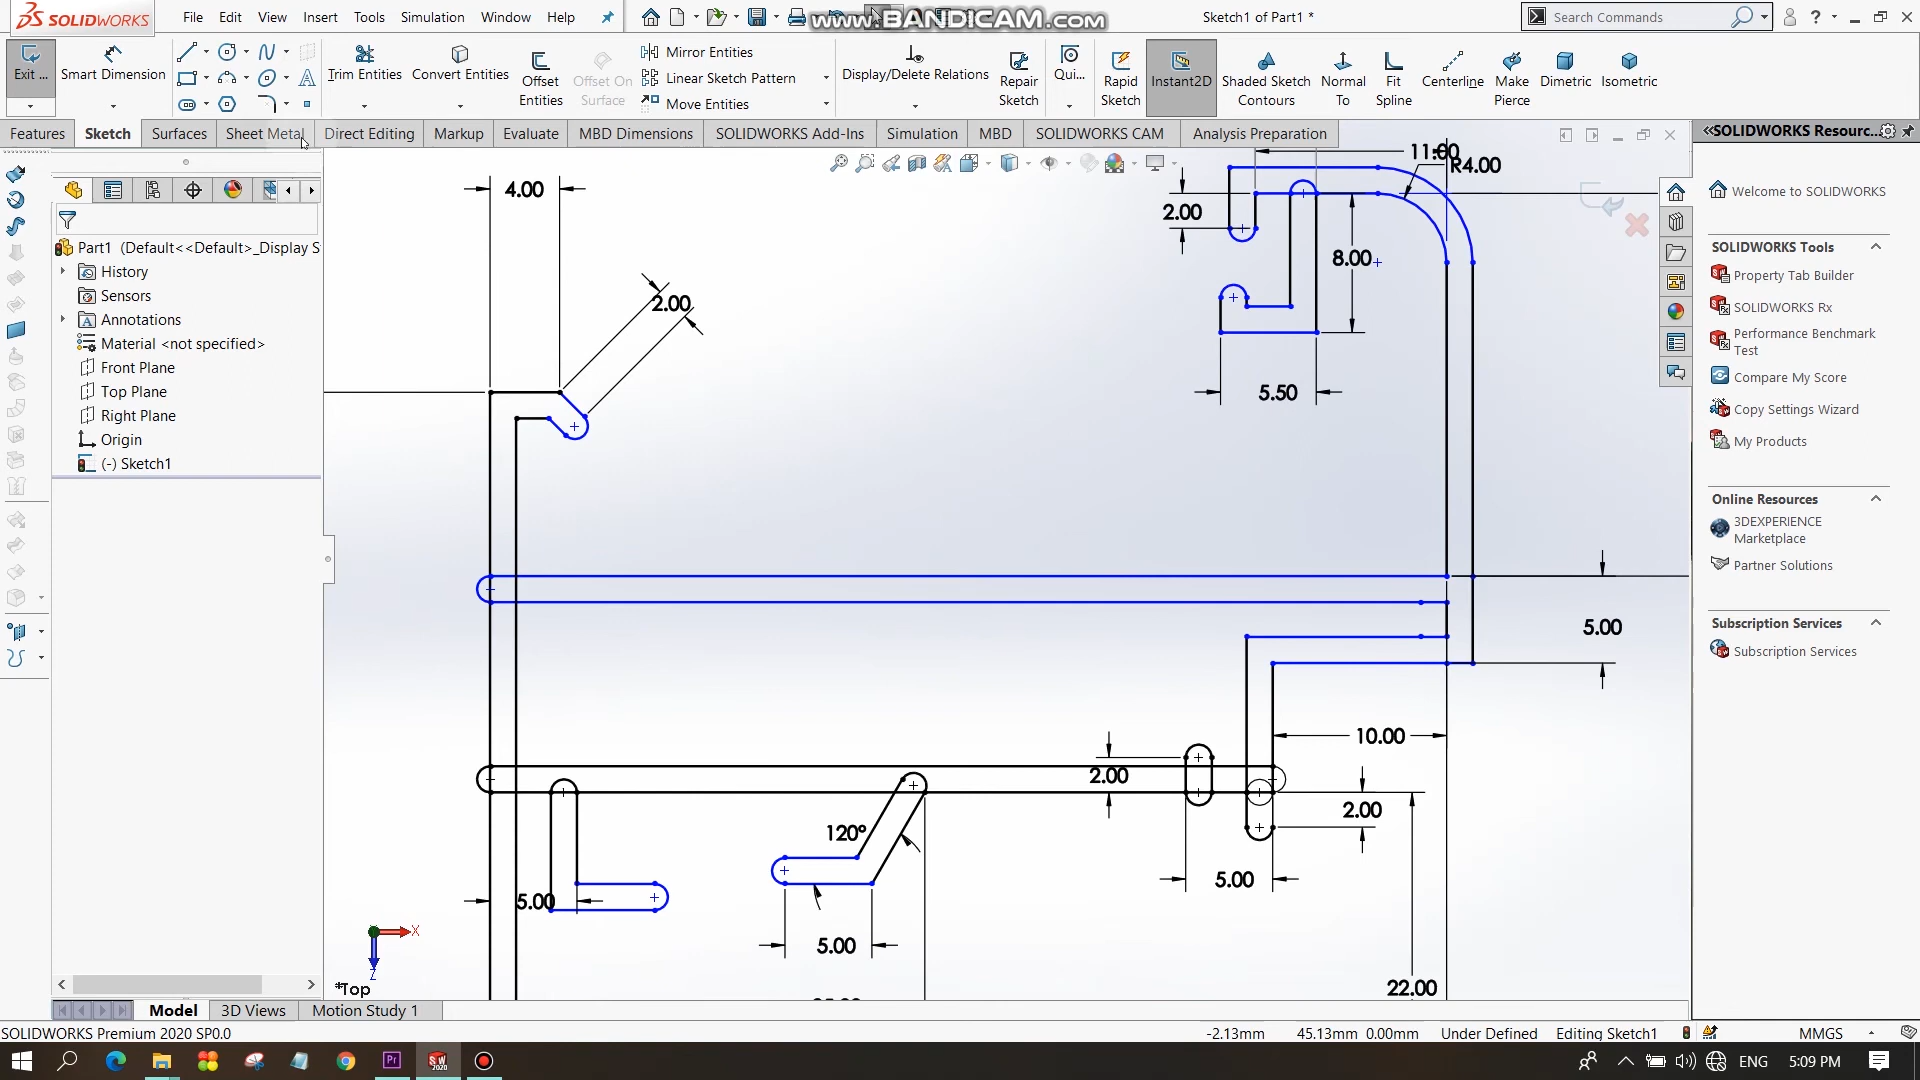 SOLIDWORKS
File Edit View Insert Tools Simulation Window Help
www.BANDICAM.com
Sketch1 of Part1 *
Search Commands
Exit ...
Smart Dimension
Trim Entities
Convert Entities
Offset Entities
Offset On Surface
Mirror Entities
Linear Sketch Pattern
Move Entities
Display/Delete Relations
Repair Sketch
Qui...
Rapid Sketch
Instant2D
Shaded Sketch Contours
Normal To
Fit Spline
Centerline
Make Pierce
Dimetric
Isometric
Features Sketch Surfaces Sheet Metal Direct Editing Markup Evaluate MBD Dimensions SOLIDWORKS Add-Ins Simulation MBD SOLIDWORKS CAM Analysis Preparation
Part1 (Default<<Default>_Display S
History
Sensors
Annotations
Material <not specified>
Front Plane
Top Plane
Right Plane
Origin
(-) Sketch1
4.00
2.00
11.00
R4.00
2.00
8.00
5.50
5.00
10.00
2.00
2.00
120°
5.00
5.00
5.00
22.00
X
Z
*Top
SOLIDWORKS Resourc...
Welcome to SOLIDWORKS
SOLIDWORKS Tools
Property Tab Builder
SOLIDWORKS Rx
Performance Benchmark
Test
Compare My Score
Copy Settings Wizard
My Products
Online Resources
3DEXPERIENCE
Marketplace
Partner Solutions
Subscription Services
Subscription Services
Model 3D Views Motion Study 1
SOLIDWORKS Premium 2020 SP0.0
-2.13mm 45.13mm 0.00mm Under Defined Editing Sketch1 MMGS
ENG 5:09 PM